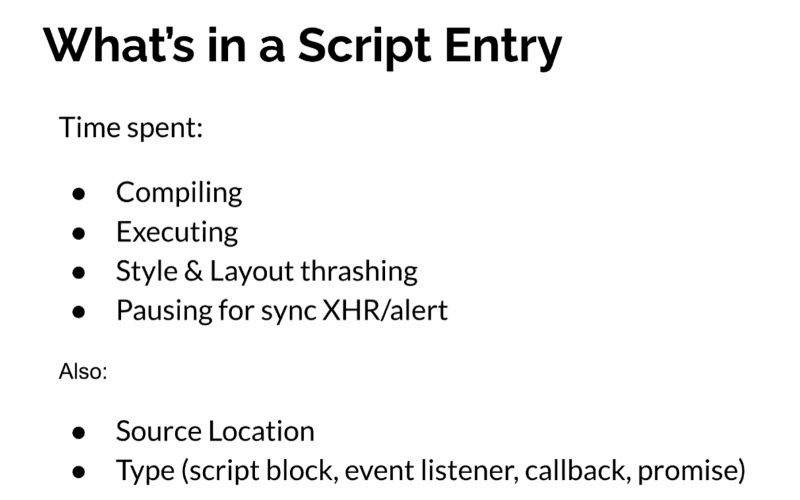 What's in a Script Entry
Time spent:
● Compiling
● Executing
● Style & Layout thrashing
● Pausing for sync XHR/alert
Also:
● Source Location
● Type (script block, event listener, callback, promise)